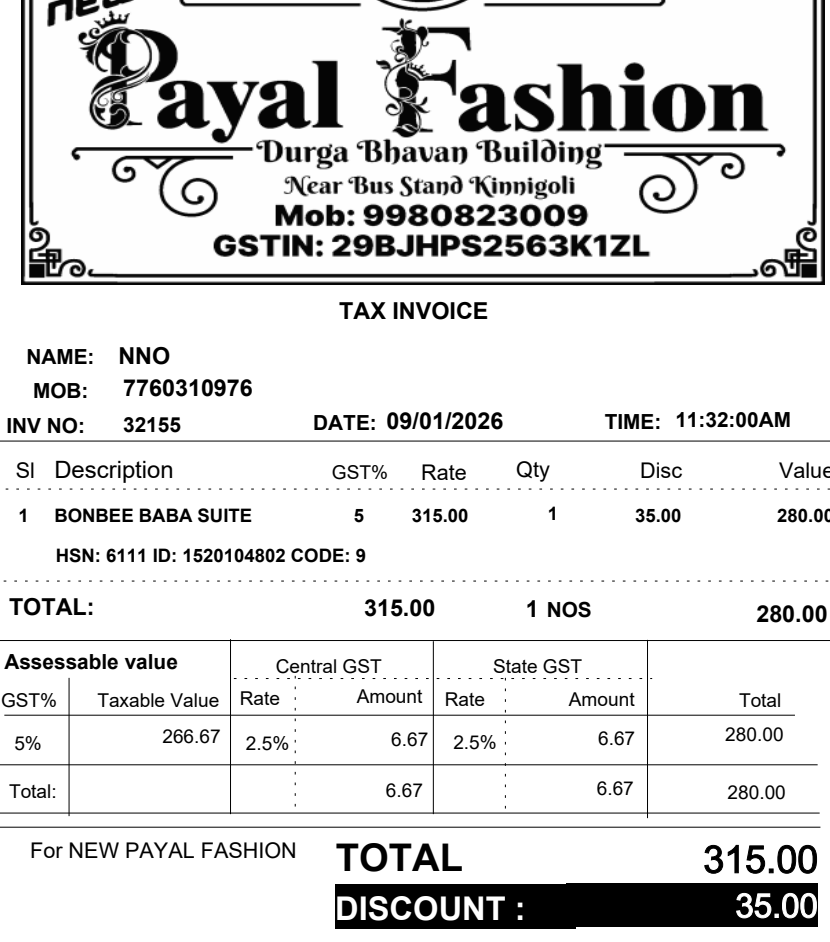 new
Payal Fashion
Durga Bhavan Building
Near Bus Stand Kinnigoli
Mob: 9980823009
GSTIN: 29BJHPS2563K1ZL
TAX INVOICE
NAME: NNO
MOB: 7760310976
INV NO: 32155 DATE: 09/01/2026 TIME: 11:32:00AM
Sl Description GST% Rate Qty Disc Value
1 BONBEE BABA SUITE 5 315.00 1 35.00 280.00
HSN: 6111 ID: 1520104802 CODE: 9
TOTAL: 315.00 1 NOS 280.00
Assessable value Central GST State GST
GST% Taxable Value Rate Amount Rate Amount Total
5% 266.67 2.5% 6.67 2.5% 6.67 280.00
Total: 6.67 6.67 280.00
For NEW PAYAL FASHION TOTAL 315.00
DISCOUNT : 35.00